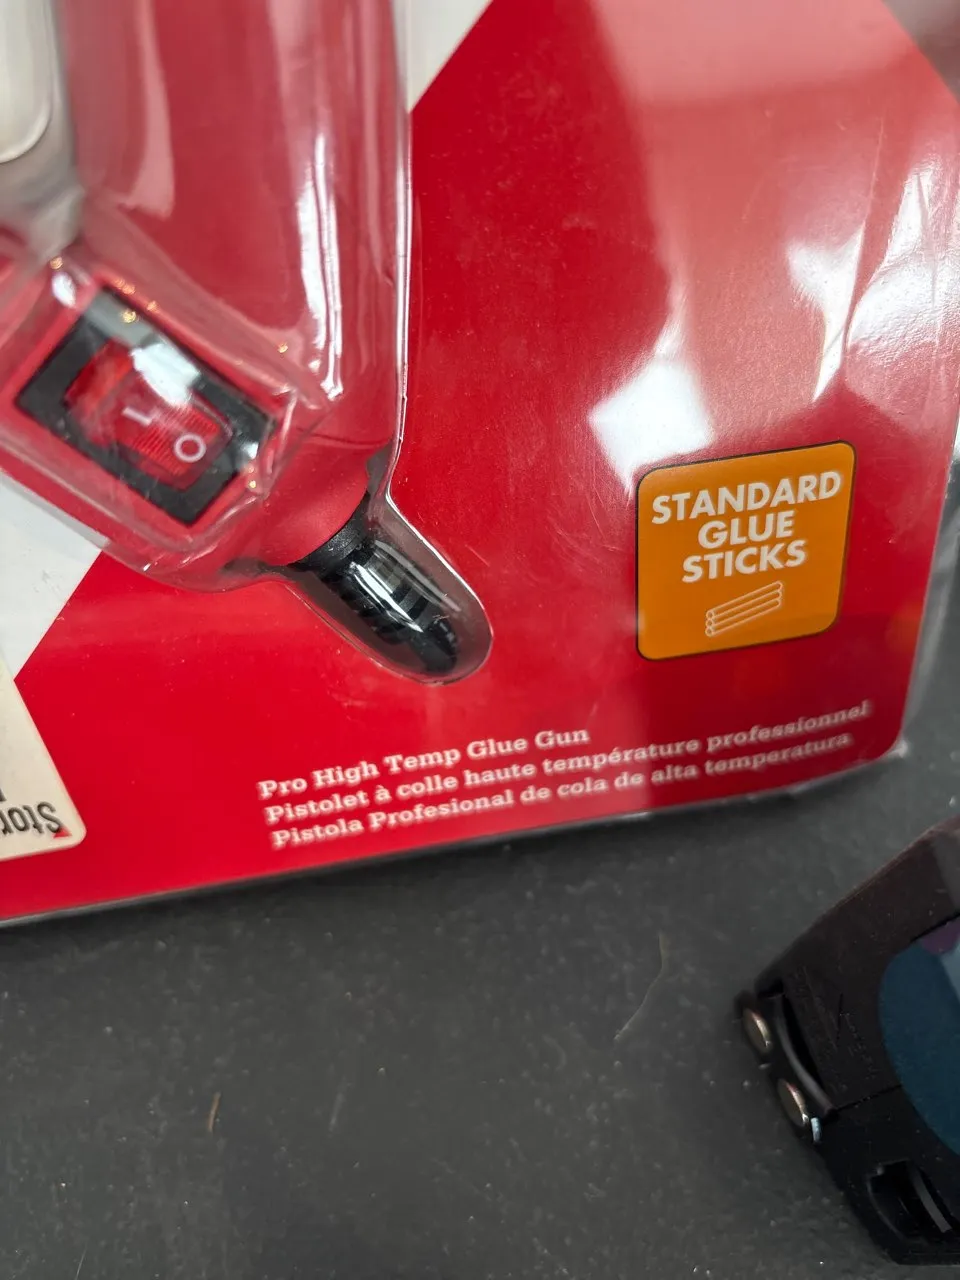 STANDARD
GLUE
STICKS
Pro High Temp Glue Gun
Pistolet à colle haute température professionnel
Pistola Profesional de cola de alta temperatura
I O